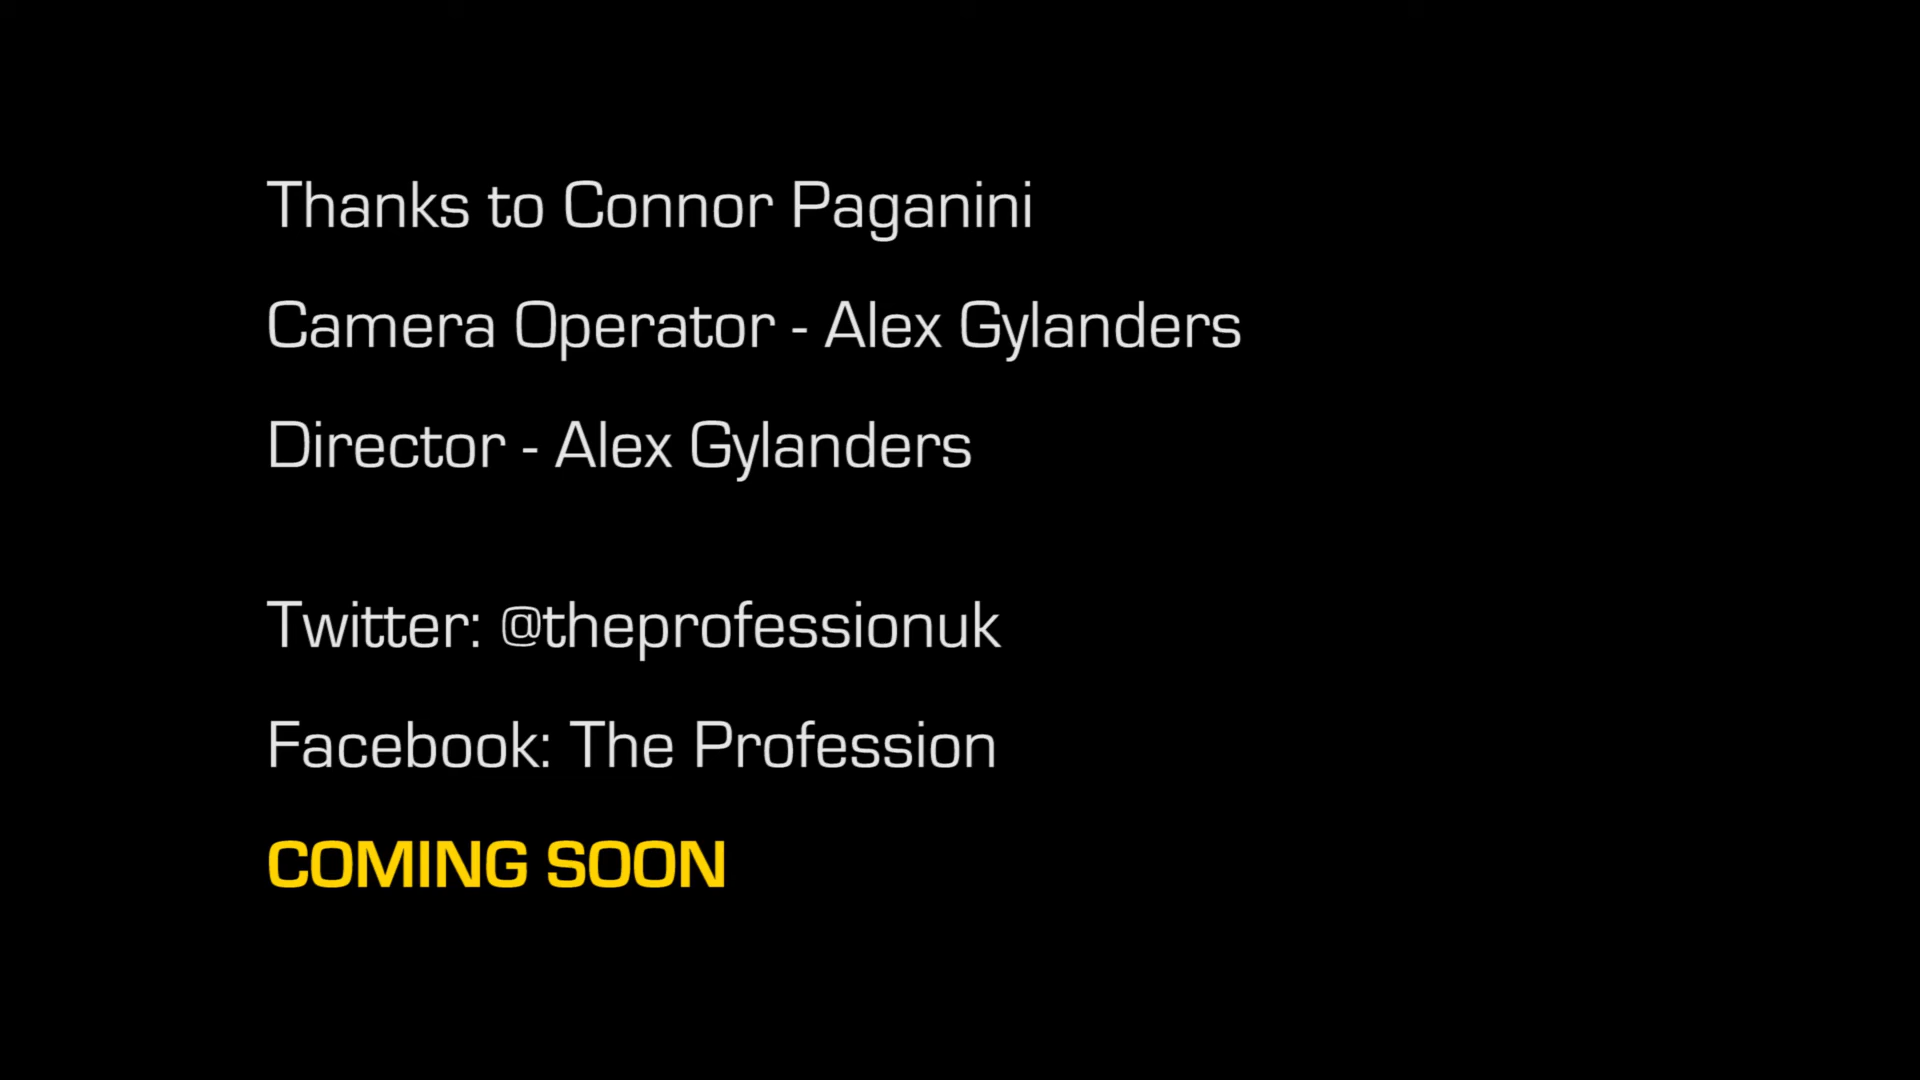 Thanks to Connor Paganini
Camera Operator - Alex Gylanders
Director - Alex Gylanders
Twitter: @theprofessionuk
Facebook: The Profession
COMING SOON